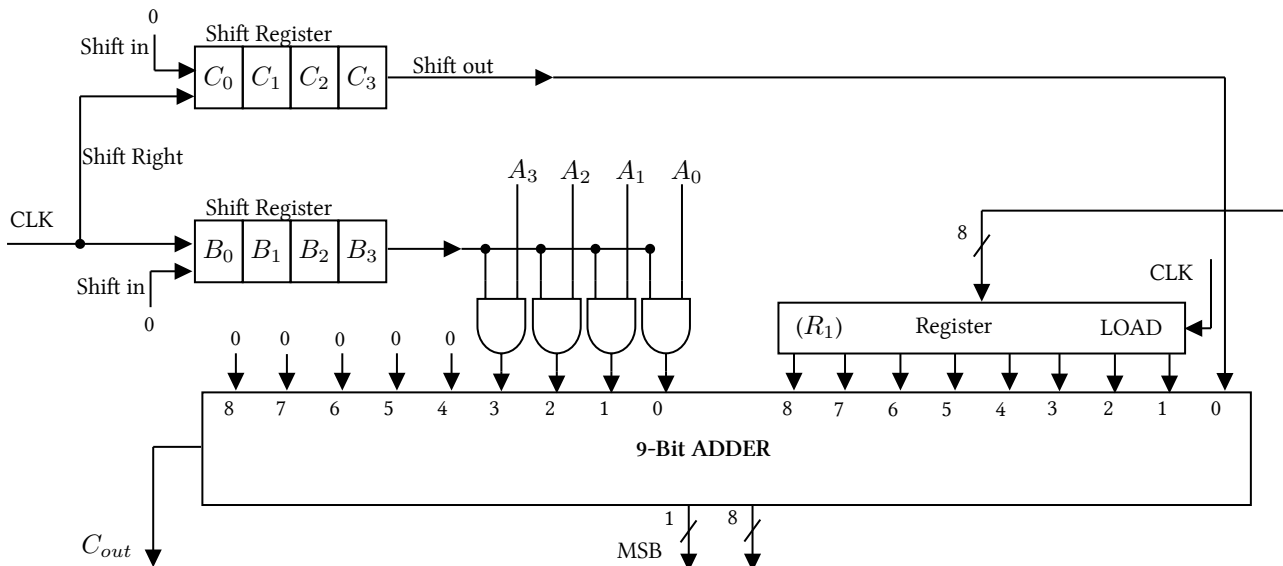 0
Shift Register
Shift in
C₀ C₁ C₂ C₃
Shift out
Shift Right
A₃ A₂ A₁ A₀
Shift Register
CLK
B₀ B₁ B₂ B₃
8
CLK
Shift in
0
(R₁) Register LOAD
0 0 0 0 0
8 7 6 5 4 3 2 1 0 8 7 6 5 4 3 2 1 0
9-Bit ADDER
1 8
C_out
MSB